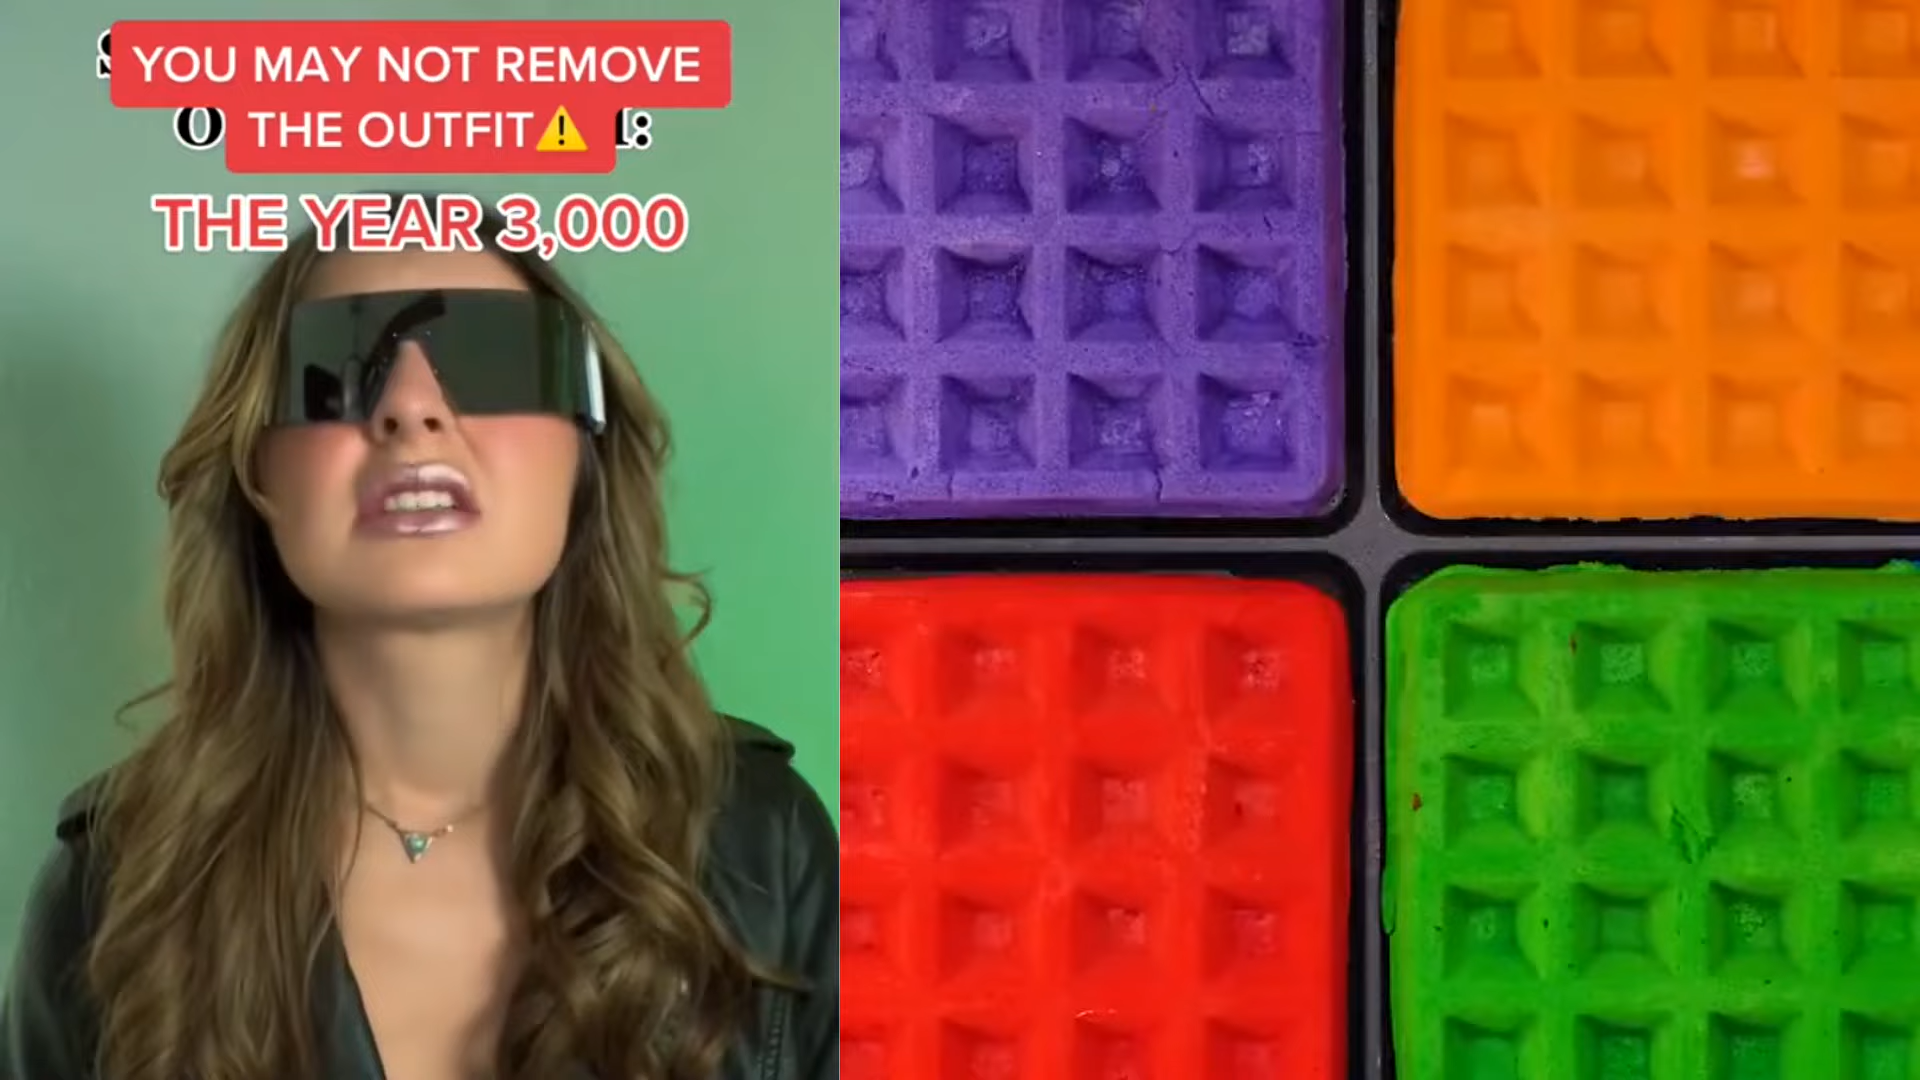 YOU MAY NOT REMOVE
THE OUTFIT⚠️
THE YEAR 3,000